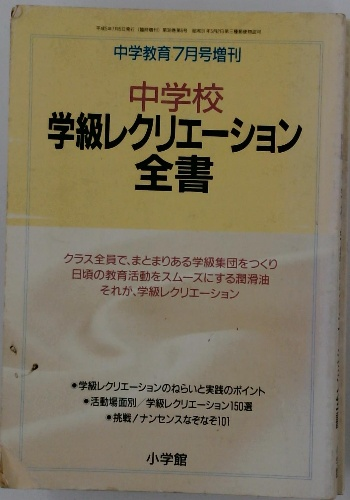 中学教育7月号増刊
中学校
学級レクリエーション
全書
クラス全員で、まとまりある学級集団をつくり
日頃の教育活動をスムーズにする潤滑油
それが、学級レクリエーション
●学級レクリエーションのねらいと実践のポイント
●活動場面別/学級レクリエーション150選
●挑戦!ナンセンスなぞなぞ101
小学館